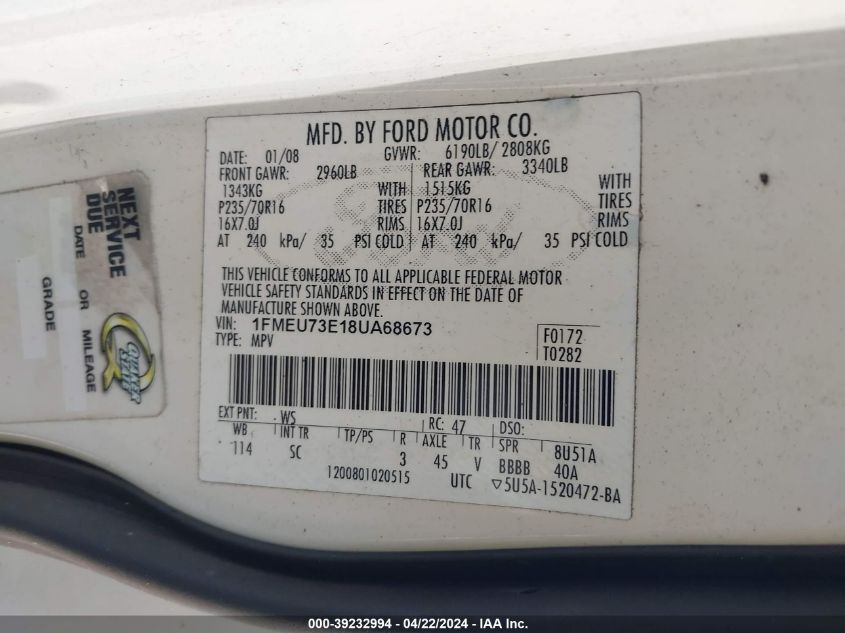 MFD. BY FORD MOTOR CO.
DATE: 01/08 GVWR: 6190LB/ 2808KG
FRONT GAWR: 2960LB REAR GAWR: 3340LB
1343KG WITH 1515KG WITH
P235/70R16 TIRES P235/70R16 TIRES
16X7.0J RIMS 16X7.0J RIMS
AT 240 kPa/ 35 PSI COLD AT 240 kPa/ 35 PSI COLD
THIS VEHICLE CONFORMS TO ALL APPLICABLE FEDERAL MOTOR
VEHICLE SAFETY STANDARDS IN EFFECT ON THE DATE OF
MANUFACTURE SHOWN ABOVE.
VIN: 1FMEU73E18UA68673
TYPE: MPV
F0172
T0282
EXT PNT: WS RC: 47 DSO:
WB INT TR TP/PS R AXLE TR SPR 8U51A
114 SC 3 45 V BBBB 40A
1200801020515 UTC ▽5U5A-1520472-BA
NEXT
SERVICE
DUE
DATE OR MILEAGE
GRADE
QUAKER
STATE
000-39232994 - 04/22/2024 - IAA Inc.